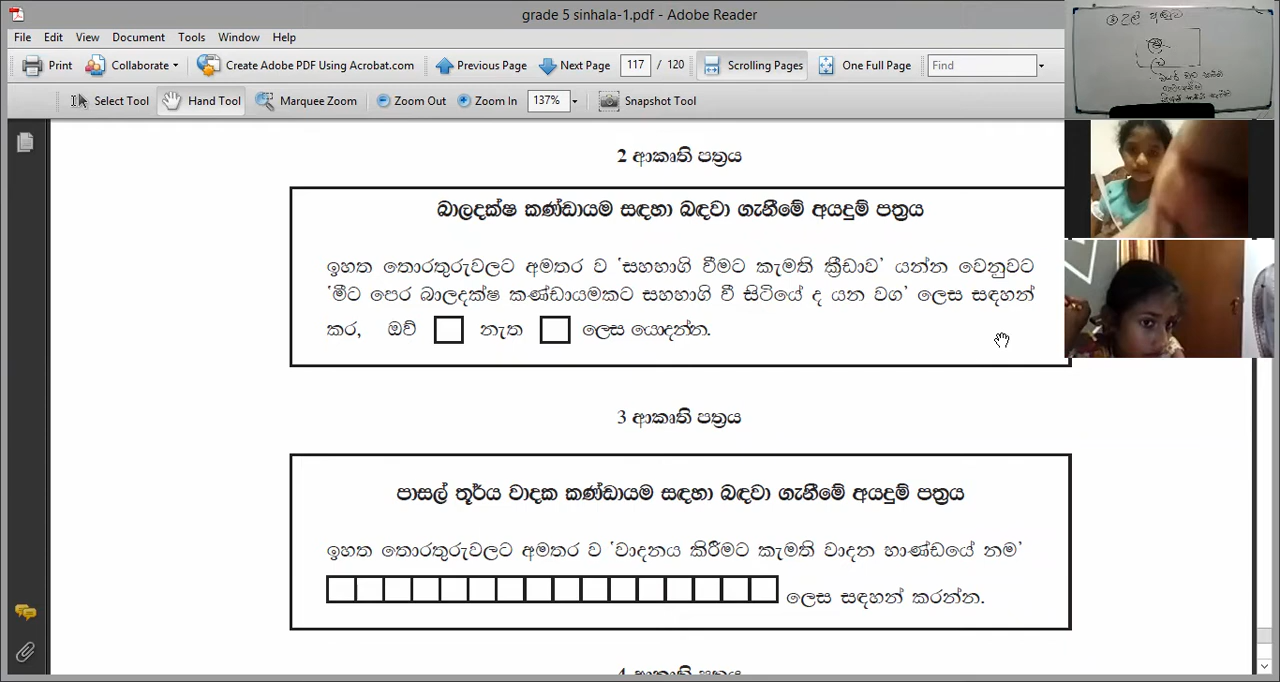 grade 5 sinhala-1.pdf - Adobe Reader
File Edit View Document Tools Window Help
Print Collaborate Create Adobe PDF Using Acrobat.com Previous Page Next Page 117 / 120 Scrolling Pages One Full Page Find
Select Tool Hand Tool Marquee Zoom Zoom Out Zoom In 137% Snapshot Tool
2 ආකෘති පත්‍රය
බාලදක්ෂ කණ්ඩායම සඳහා බඳවා ගැනීමේ අයදුම් පත්‍රය
ඉහත තොරතුරුවලට අමතර ව 'සහභාගි වීමට කැමති ක්‍රීඩාව' යන්න වෙනුවට
'මීට පෙර බාලදක්ෂ කණ්ඩායමකට සහභාගි වී සිටියේ ද යන වග' ලෙස සඳහන්
කර, ඔව් නැත ලෙස යොදන්න.
3 ආකෘති පත්‍රය
පාසල් තූර්ය වාදක කණ්ඩායම සඳහා බඳවා ගැනීමේ අයදුම් පත්‍රය
ඉහත තොරතුරුවලට අමතර ව 'වාදනය කිරීමට කැමති වාදන භාණ්ඩයේ නම'
ලෙස සඳහන් කරන්න.
4 ආකෘති පත්‍රය